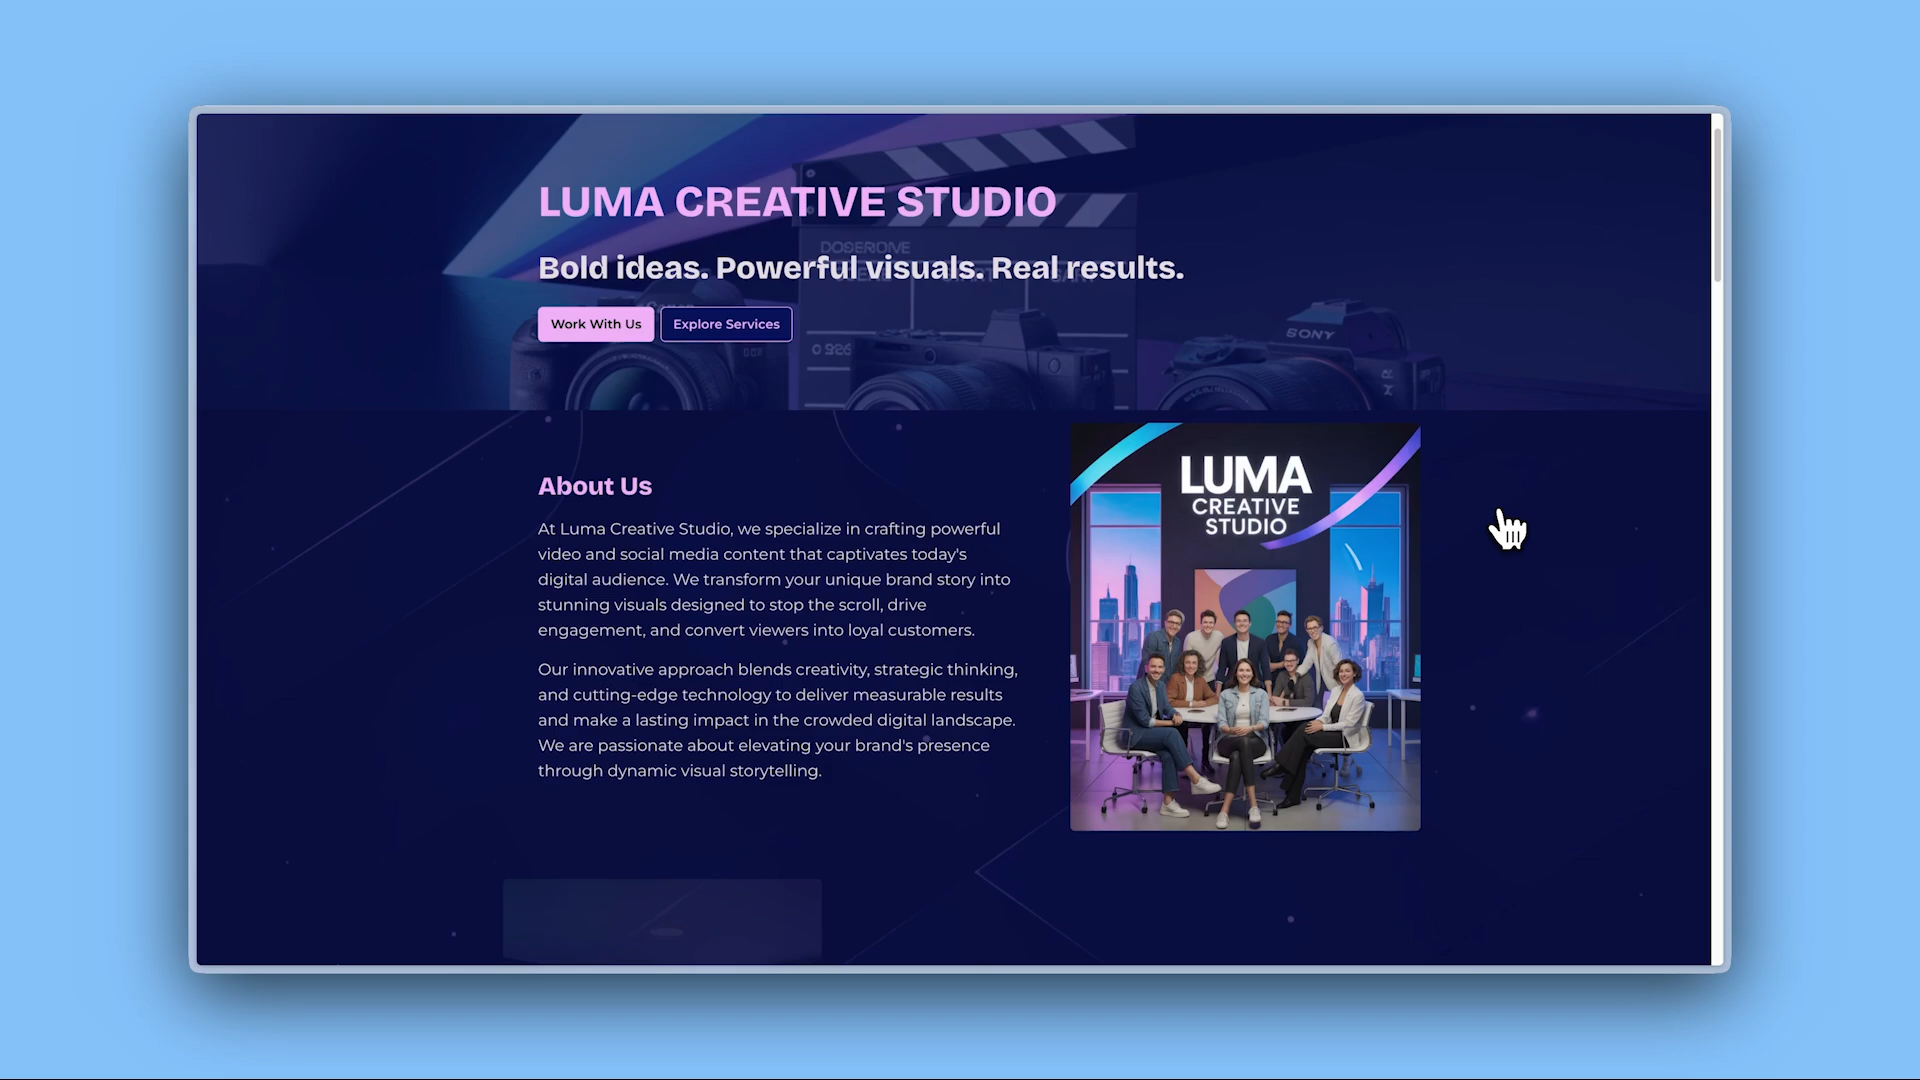 LUMA CREATIVE STUDIO
Bold ideas. Powerful visuals. Real results.
Work With Us
Explore Services
SONY
About Us
At Luma Creative Studio, we specialize in crafting powerful
video and social media content that captivates today's
digital audience. We transform your unique brand story into
stunning visuals designed to stop the scroll, drive
engagement, and convert viewers into loyal customers.
Our innovative approach blends creativity, strategic thinking,
and cutting-edge technology to deliver measurable results
and make a lasting impact in the crowded digital landscape.
We are passionate about elevating your brand's presence
through dynamic visual storytelling.
LUMA
CREATIVE
STUDIO